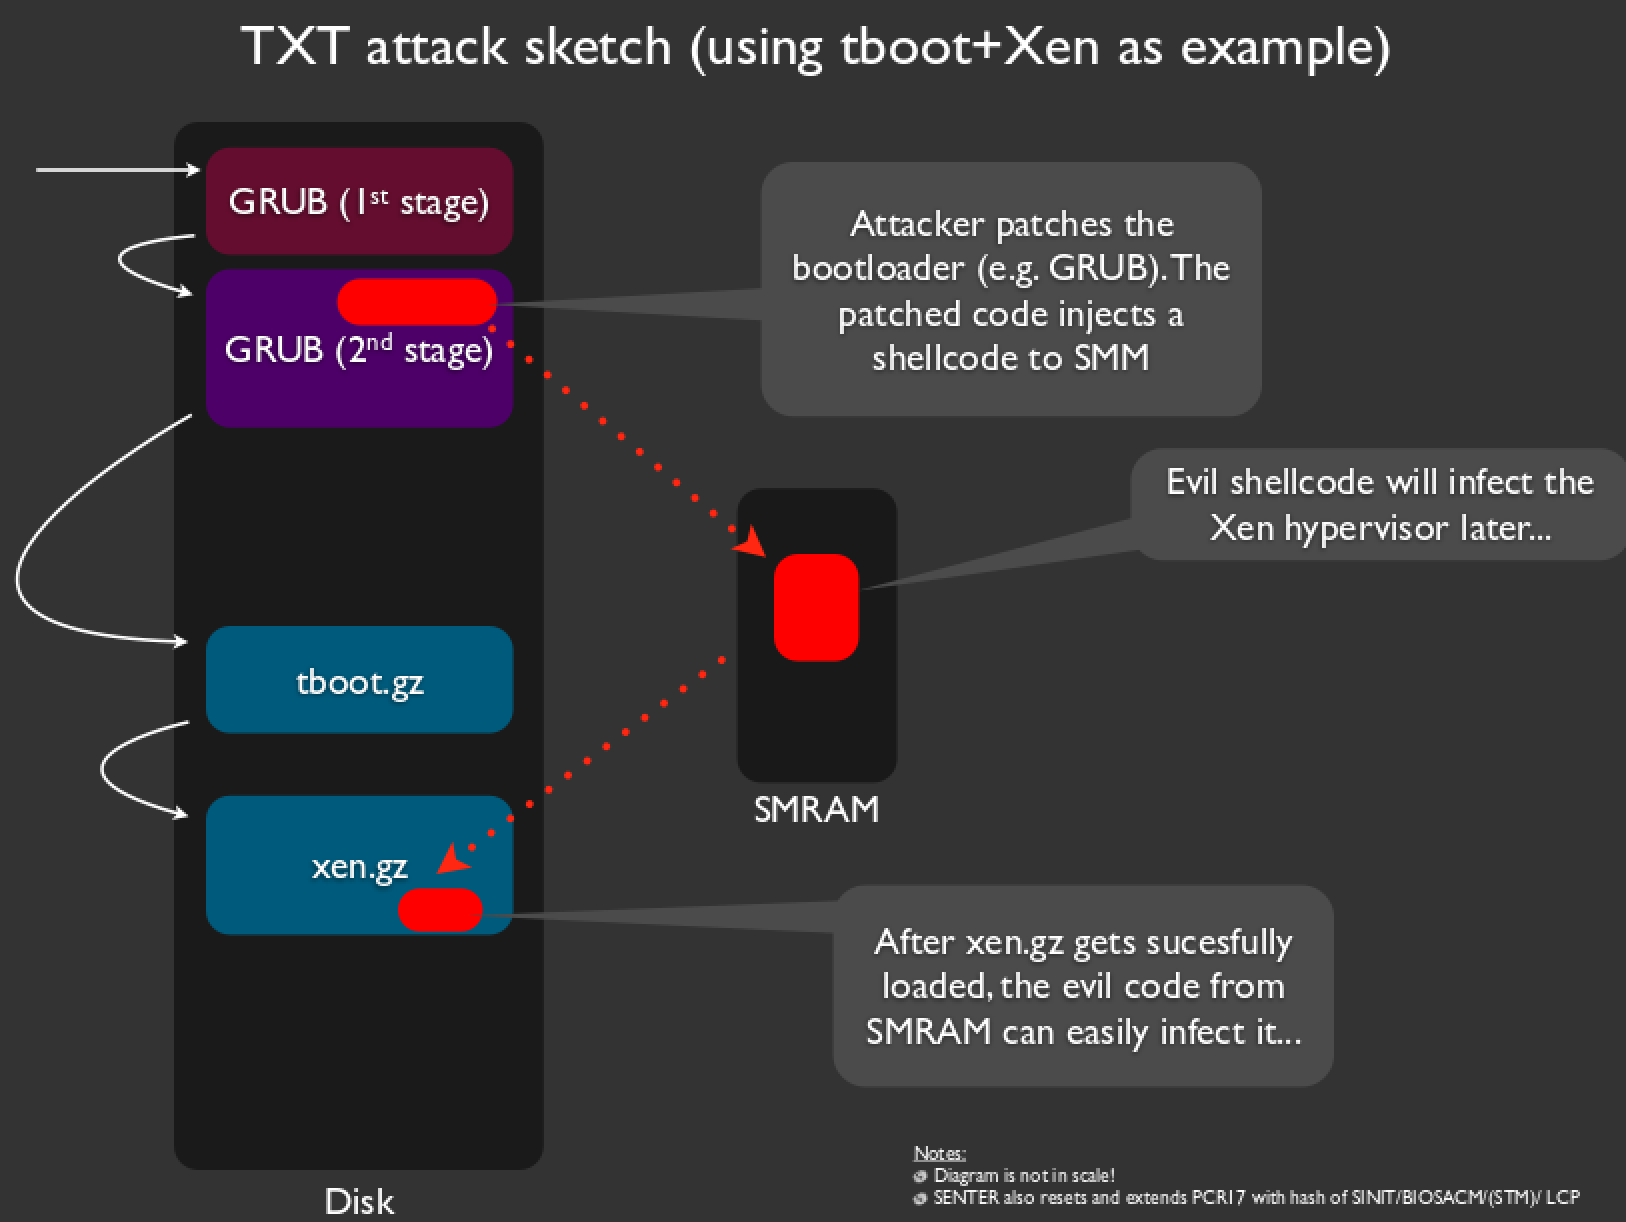 TXT attack sketch (using tboot+Xen as example)
GRUB (1st stage)
GRUB (2nd stage)
Attacker patches the
bootloader (e.g. GRUB). The
patched code injects a
shellcode to SMM
Evil shellcode will infect the
Xen hypervisor later...
tboot.gz
SMRAM
xen.gz
After xen.gz gets sucesfully
loaded, the evil code from
SMRAM can easily infect it...
Disk
Notes:
Diagram is not in scale!
SENTER also resets and extends PCR17 with hash of SINIT/BIOSACM/(STM)/ LCP